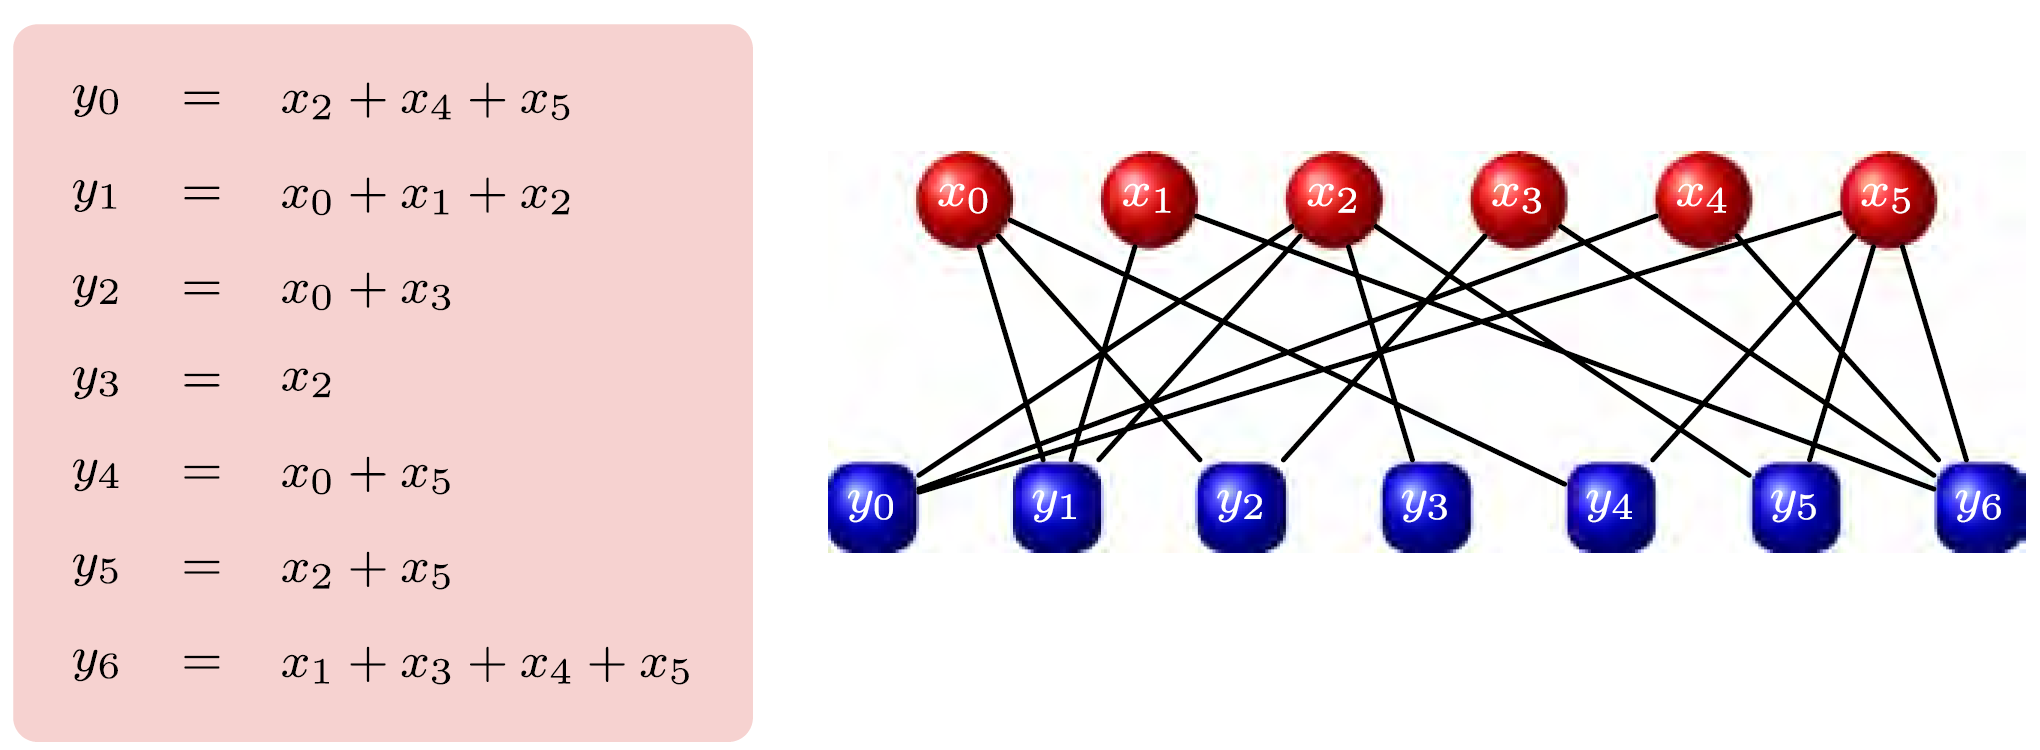 y₀ = x₂ + x₄ + x₅
y₁ = x₀ + x₁ + x₂
y₂ = x₀ + x₃
y₃ = x₂
y₄ = x₀ + x₅
y₅ = x₂ + x₅
y₆ = x₁ + x₃ + x₄ + x₅
x₀ x₁ x₂ x₃ x₄ x₅
y₀ y₁ y₂ y₃ y₄ y₅ y₆